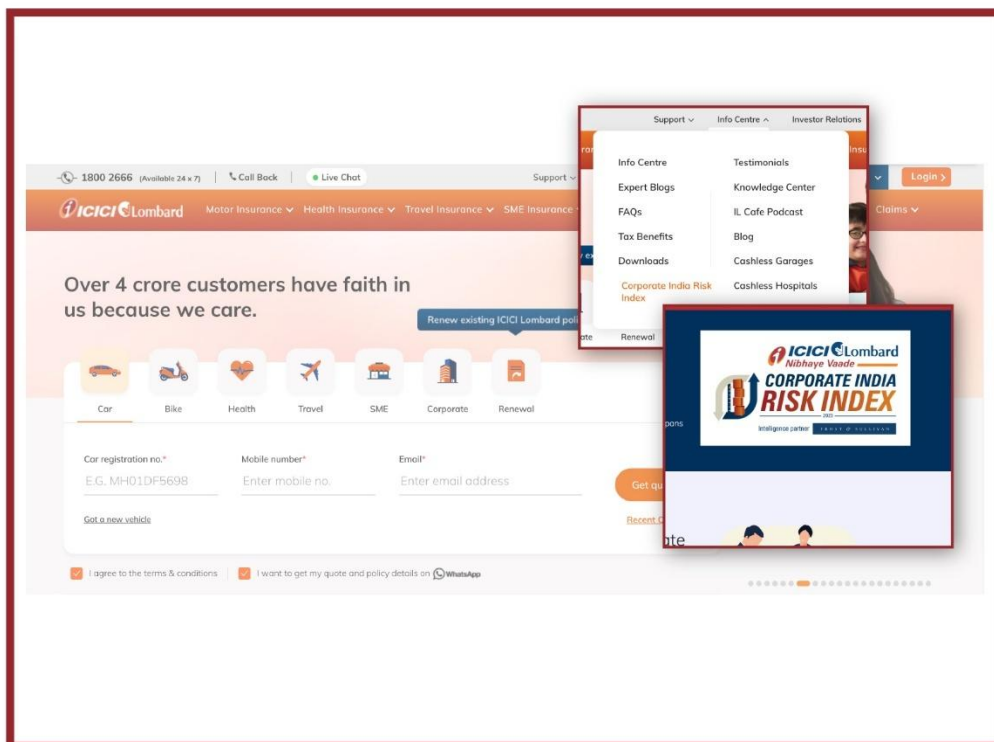 1800 2666 (Available 24 x 7) Call Back Live Chat Support
Login >
ICICI Lombard Motor Insurance Health Insurance Travel Insurance SME Insurance Claims
Over 4 crore customers have faith in
us because we care.
Renew existing ICICI Lombard
Car Bike Health Travel SME Corporate Renewal
Car registration no.* Mobile number* Email*
E.G. MH01DF5698 Enter mobile no. Enter email address
Get
Got a new vehicle Recent
I agree to the terms & conditions I want to get my quote and policy details on WhatsApp
Support Info Centre Investor Relations
Info Centre Testimonials
Expert Blogs Knowledge Center
FAQs IL Cafe Podcast
Tax Benefits Blog
Downloads Cashless Garages
Corporate India Risk Cashless Hospitals
Index
Renewal
ICICI Lombard
Nibhaye Vaade
CORPORATE INDIA
RISK INDEX
Intelligence partner FROST & SULLIVAN